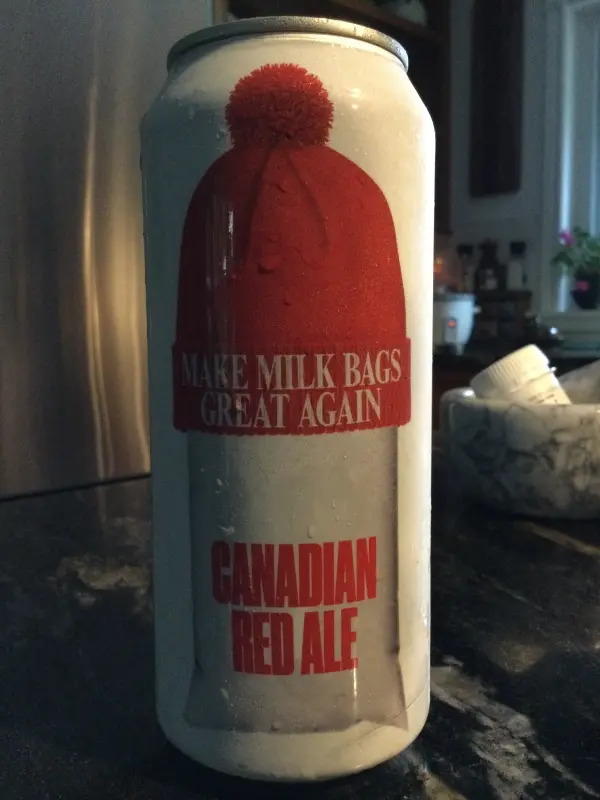 MAKE MILK BAGS
GREAT AGAIN
CANADIAN
RED ALE